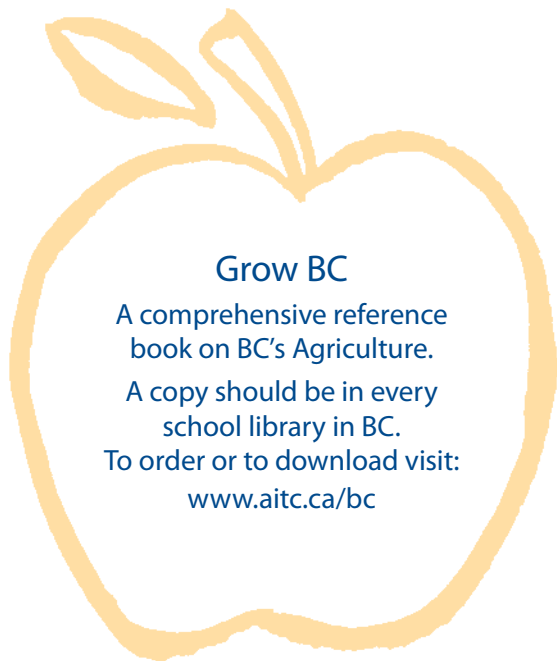 Grow BC
A comprehensive reference
book on BC’s Agriculture.
A copy should be in every
school library in BC.
To order or to download visit:
www.aitc.ca/bc